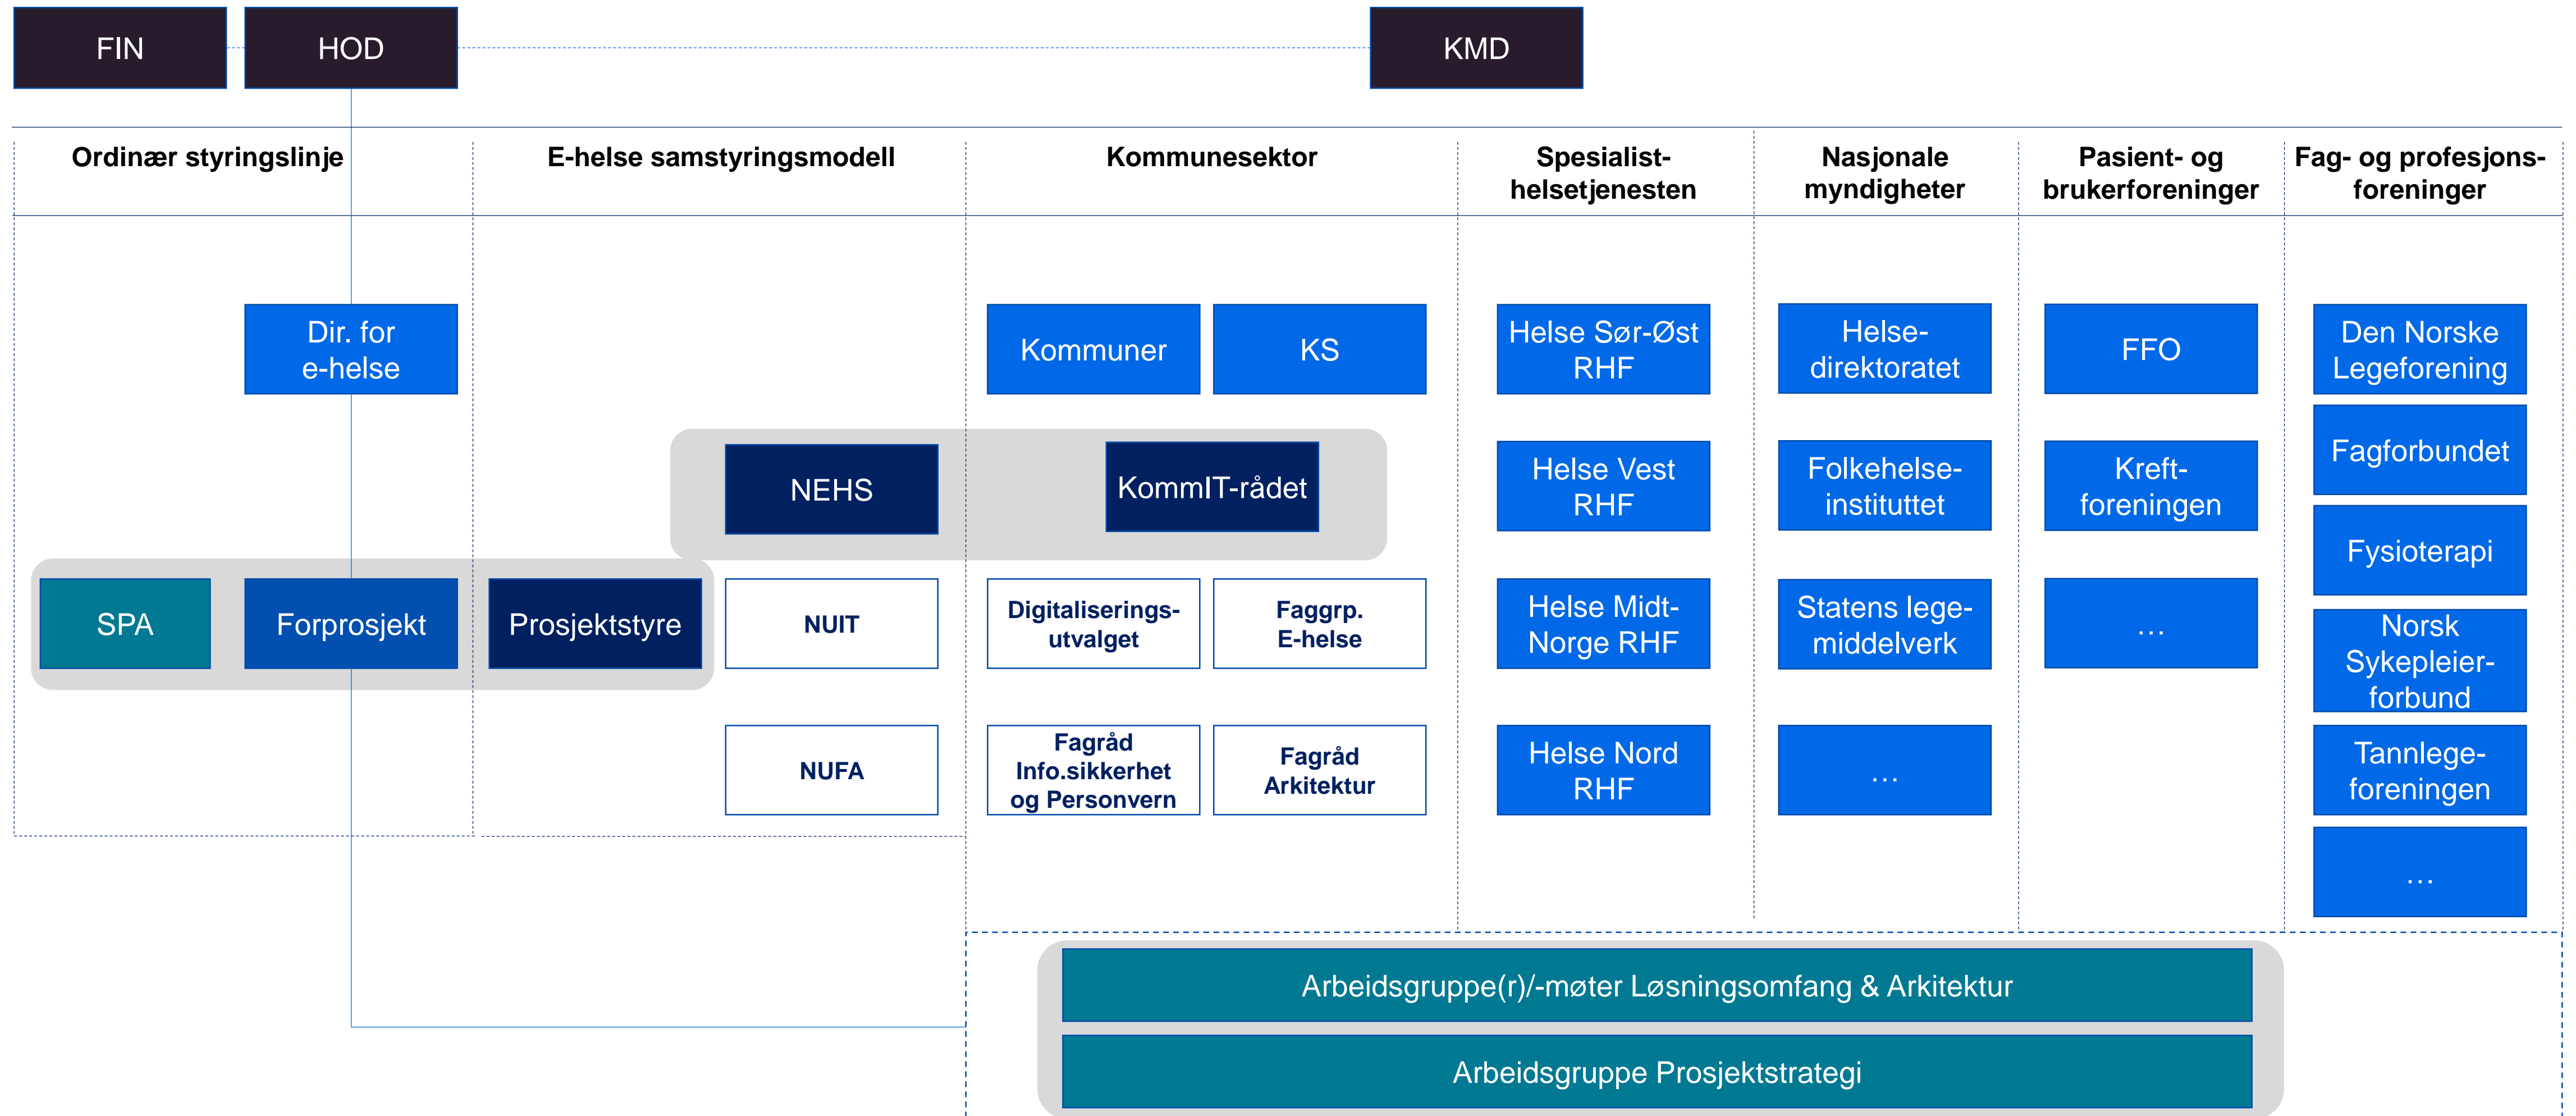 FIN
HOD
KMD
Ordinær styringslinje
E-helse samstyringsmodell
Kommunesektor
Spesialist-
helsetjenesten
Nasjonale
myndigheter
Pasient- og
brukerforeninger
Fag- og profesjons-
foreninger
Dir. for
e-helse
Kommuner
KS
Helse Sør-Øst
RHF
Helse-
direktoratet
FFO
Den Norske
Legeforening
NEHS
KommIT-rådet
Helse Vest
RHF
Folkehelse-
instituttet
Kreft-
foreningen
Fagforbundet
Fysioterapi
SPA
Forprosjekt
Prosjektstyre
NUIT
Digitaliserings-
utvalget
Faggrp.
E-helse
Helse Midt-
Norge RHF
Statens lege-
middelverk
...
Norsk
Sykepleier-
forbund
NUFA
Fagråd
Info.sikkerhet
og Personvern
Fagråd
Arkitektur
Helse Nord
RHF
...
Tannlege-
foreningen
...
Arbeidsgruppe(r)/-møter Løsningsomfang & Arkitektur
Arbeidsgruppe Prosjektstrategi